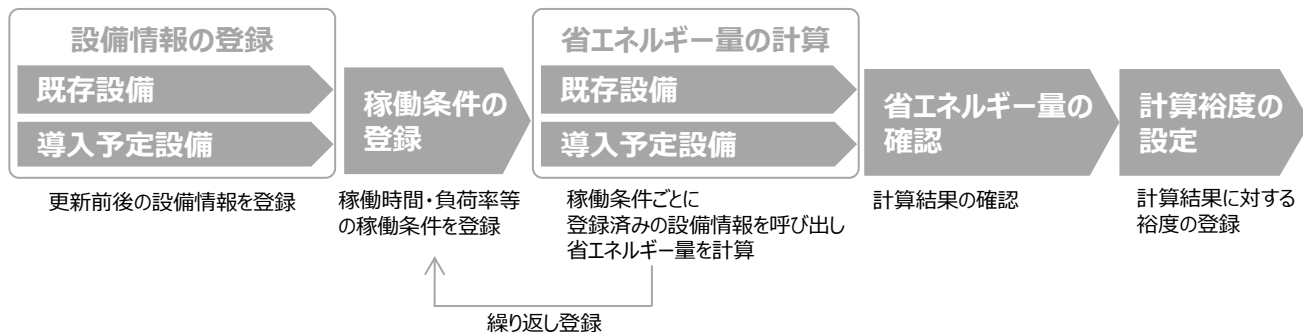 設備情報の登録
既存設備
導入予定設備
更新前後の設備情報を登録
稼働条件の
登録
稼働時間・負荷率等
の稼働条件を登録
省エネルギー量の計算
既存設備
導入予定設備
稼働条件ごとに
登録済みの設備情報を呼び出し
省エネルギー量を計算
繰り返し登録
省エネルギー量の
確認
計算結果の確認
計算裕度の
設定
計算結果に対する
裕度の登録